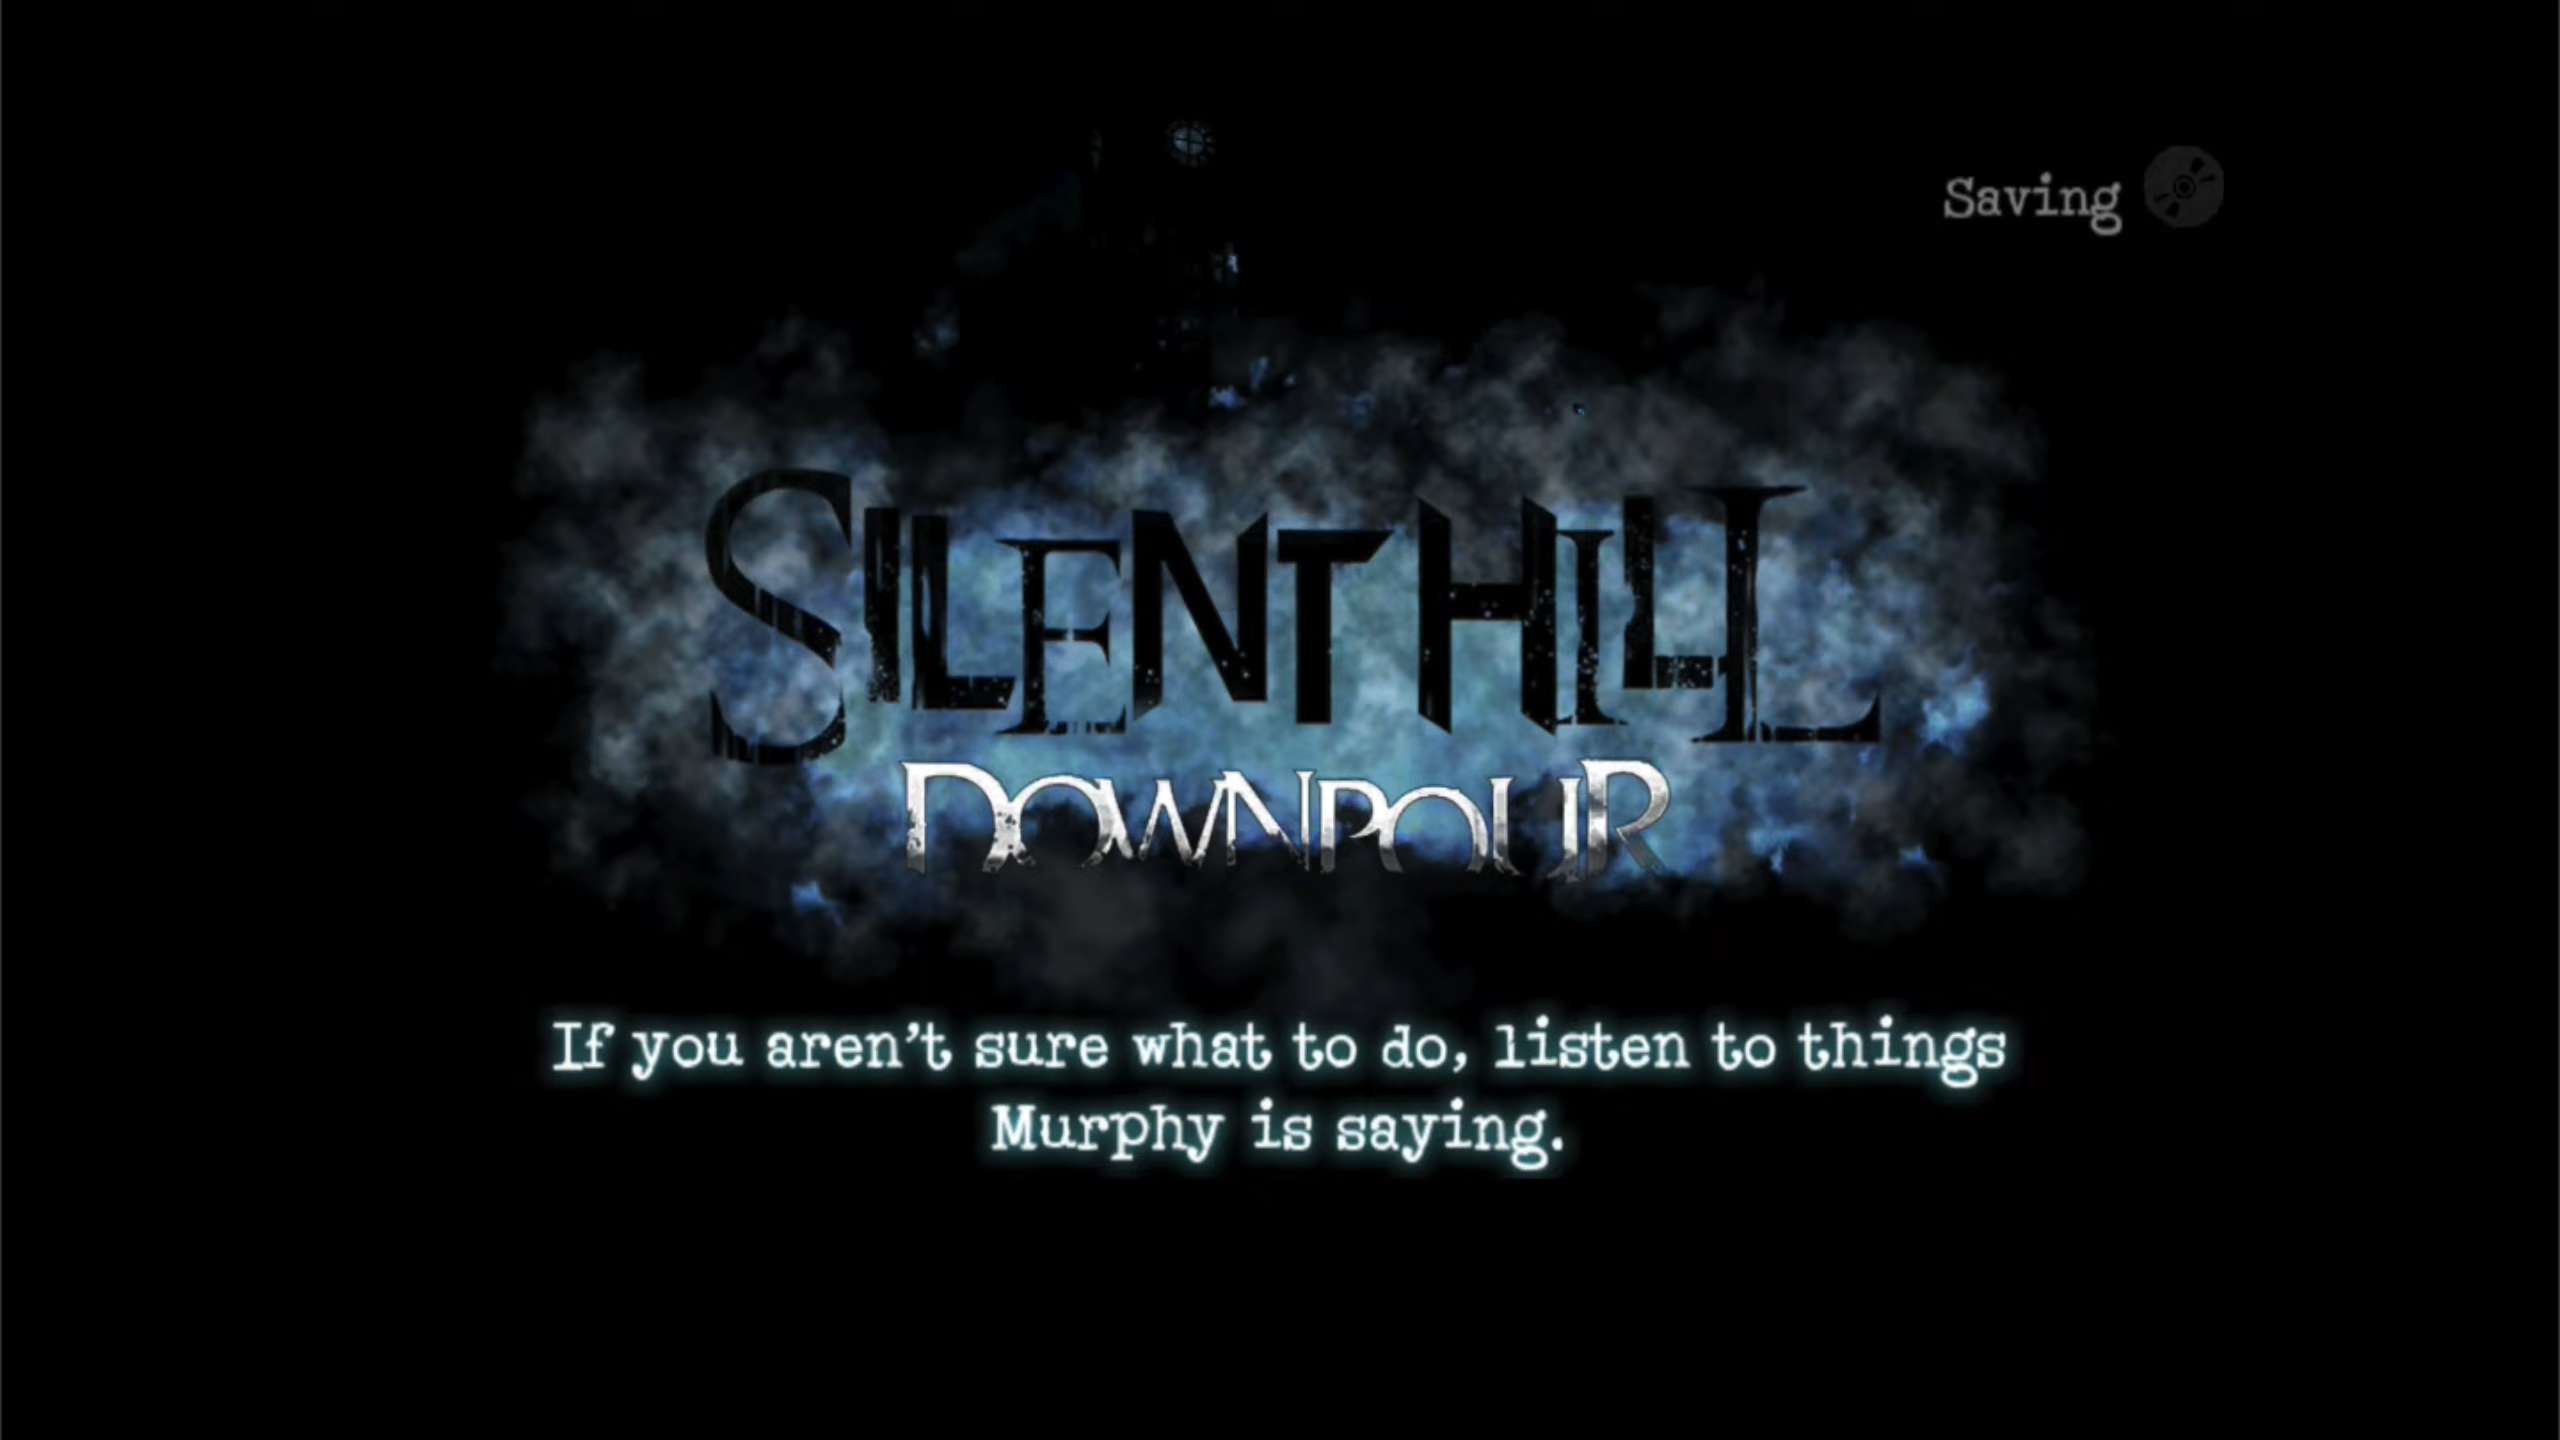 Saving
SILENT HILL
DOWNPOUR
If you aren't sure what to do, listen to things
Murphy is saying.